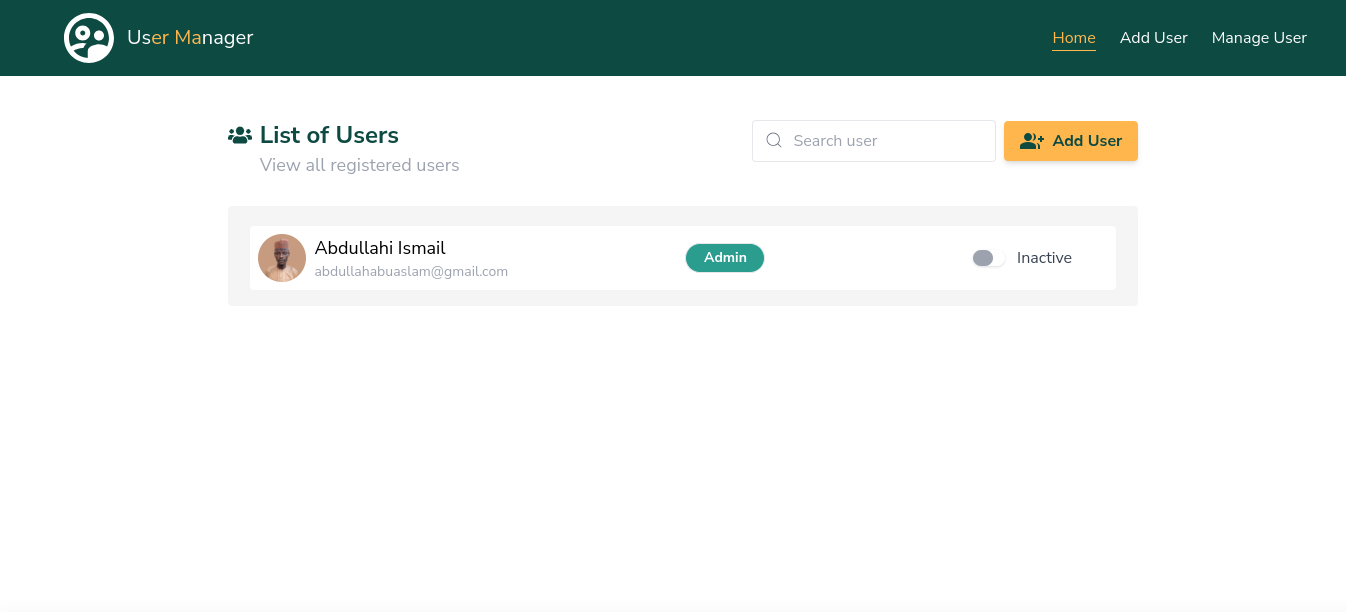 User Manager
Home Add User Manage User
List of Users
View all registered users
Search user
Add User
Abdullahi Ismail
abdullahabuaslam@gmail.com
Admin
Inactive